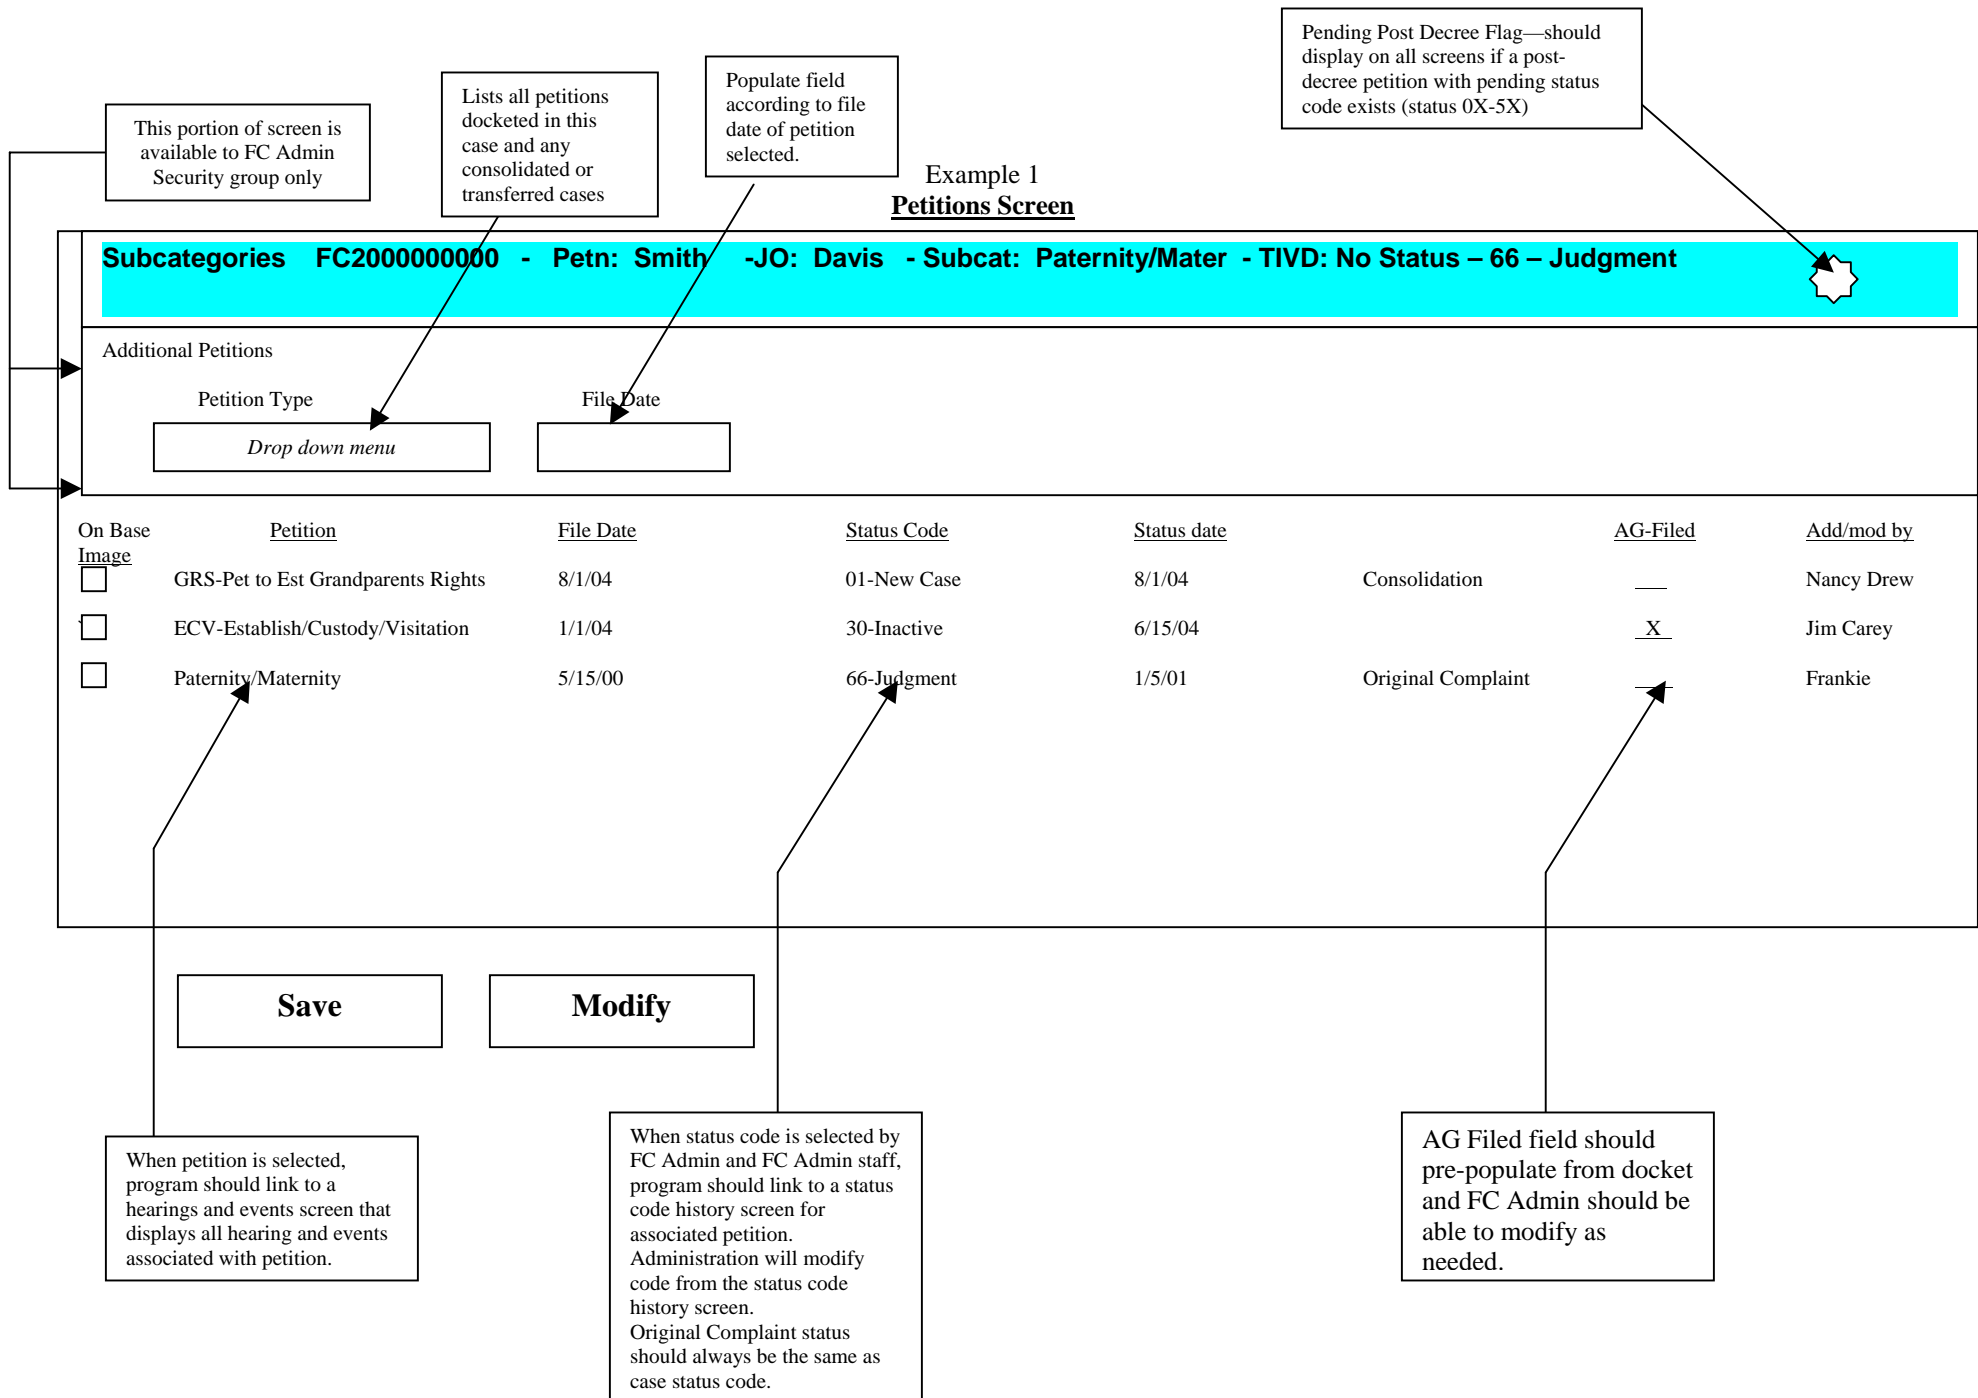 Pending Post Decree Flag—should
display on all screens if a post-
decree petition with pending status
code exists (status 0X-5X)
Populate field
according to file
date of petition
selected.
Lists all petitions
docketed in this
case and any
consolidated or
transferred cases
This portion of screen is
available to FC Admin
Security group only
Example 1
Petitions Screen
Subcategories FC2000000000 - Petn: Smith -JO: Davis - Subcat: Paternity/Mater - TIVD: No Status – 66 – Judgment
Additional Petitions
Petition Type File Date
Drop down menu
On Base Petition File Date Status Code Status date AG-Filed Add/mod by
Image
GRS-Pet to Est Grandparents Rights 8/1/04 01-New Case 8/1/04 Consolidation ___ Nancy Drew
` ECV-Establish/Custody/Visitation 1/1/04 30-Inactive 6/15/04 _X_ Jim Carey
Paternity/Maternity 5/15/00 66-Judgment 1/5/01 Original Complaint ___ Frankie
Save Modify
When petition is selected,
program should link to a
hearings and events screen that
displays all hearing and events
associated with petition.
When status code is selected by
FC Admin and FC Admin staff,
program should link to a status
code history screen for
associated petition.
Administration will modify
code from the status code
history screen.
Original Complaint status
should always be the same as
case status code.
AG Filed field should
pre-populate from docket
and FC Admin should be
able to modify as
needed.